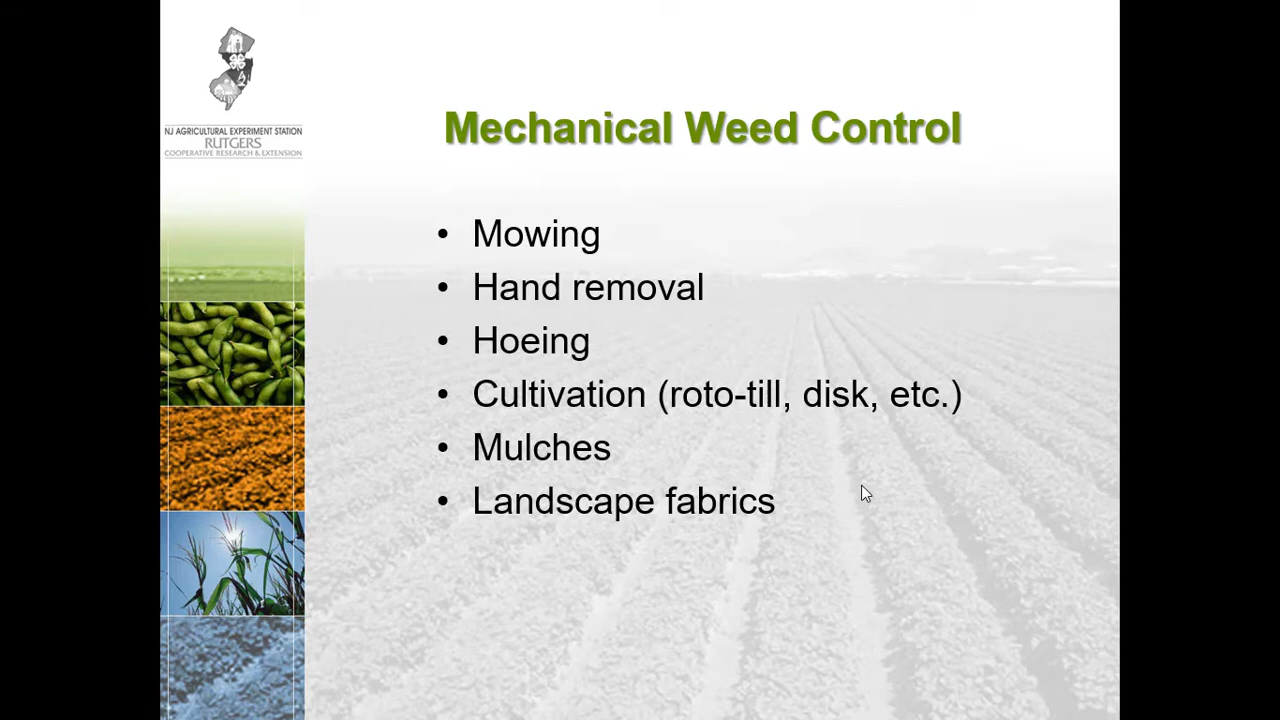 NJ AGRICULTURAL EXPERIMENT STATION
RUTGERS
COOPERATIVE RESEARCH & EXTENSION
Mechanical Weed Control
• Mowing
• Hand removal
• Hoeing
• Cultivation (roto-till, disk, etc.)
• Mulches
• Landscape fabrics